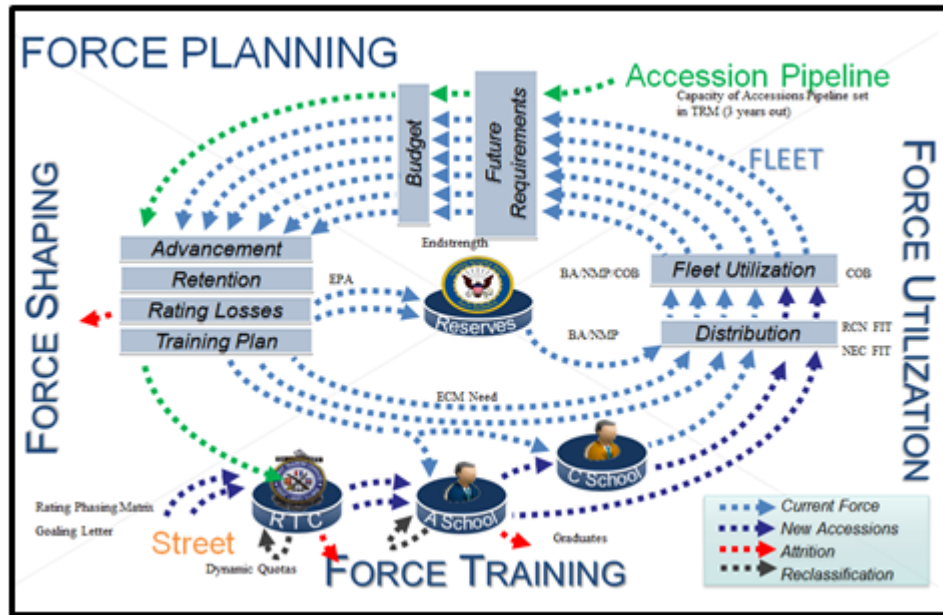 FORCE PLANNING
Accession Pipeline
Capacity of Accessions Pipeline set
in TRM (3 years out)
FLEET
Budget
Future
Requirements
FORCE SHAPING
FORCE UTILIZATION
Advancement
Retention
Rating Losses
Training Plan
EPA
Endstrength
Reserves
BA/NMP/COB
Fleet Utilization
COB
BA/NMP
Distribution
RCN FIT
NEC FIT
ECM Need
C School
Rating Phasing Matrix
Goaling Letter
RTC
A School
Street
Graduates
Dynamic Quotas
FORCE TRAINING
Current Force
New Accessions
Attrition
Reclassification